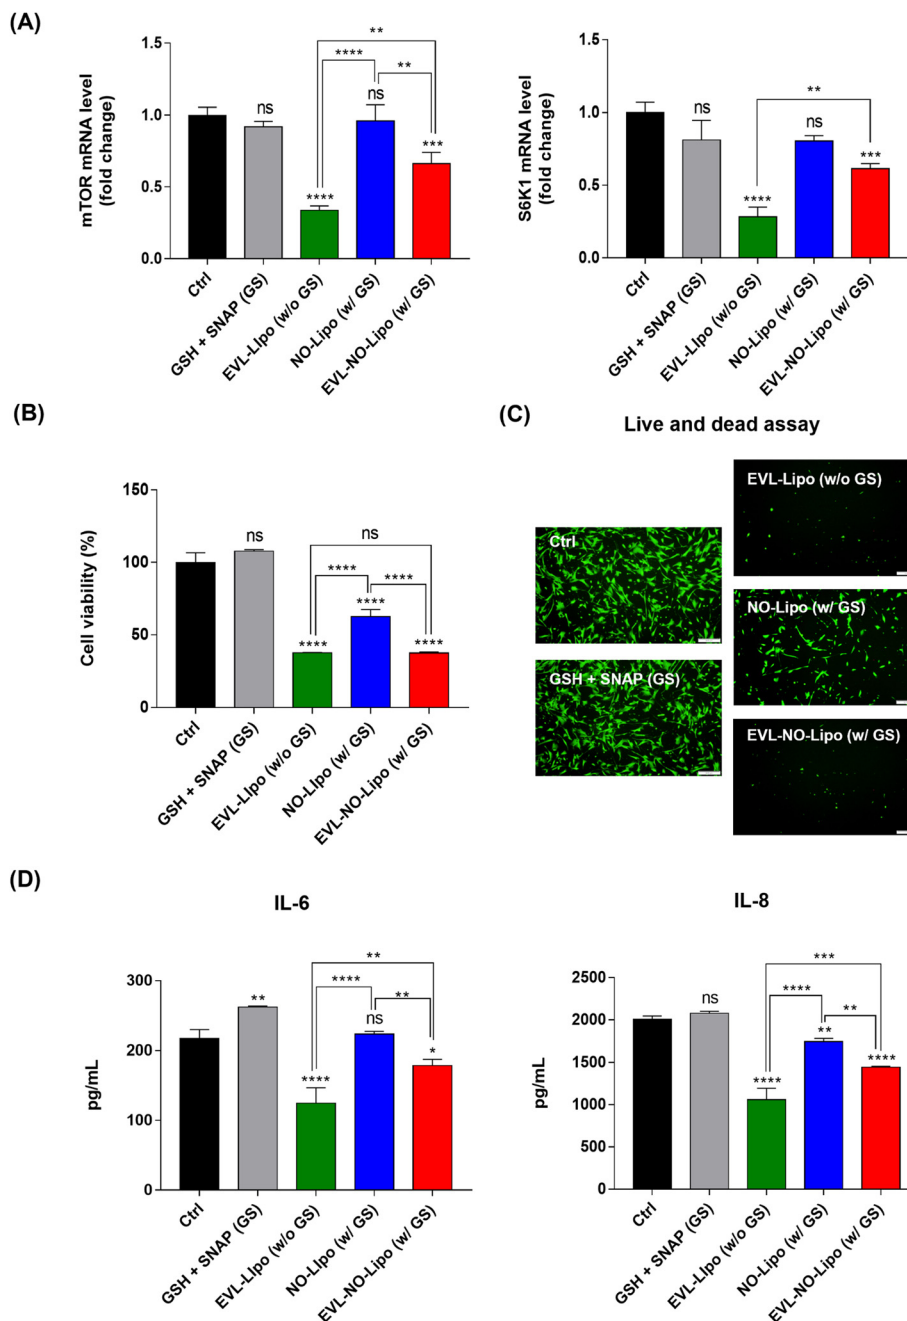 (A)
mTOR mRNA level
(fold change)
1.5
1.0
0.5
0.0
**
****
**
ns
ns
****
***
Ctrl
GSH + SNAP (GS)
EVL-LIpo (w/o GS)
NO-Lipo (w/ GS)
EVL-NO-Lipo (w/ GS)
S6K1 mRNA level
(fold change)
1.5
1.0
0.5
0.0
**
ns
ns
****
***
Ctrl
GSH + SNAP (GS)
EVL-LIpo (w/o GS)
NO-Lipo (w/ GS)
EVL-NO-Lipo (w/ GS)
(B)
Cell viability (%)
150
100
50
0
ns
ns
****
****
****
****
****
Ctrl
GSH + SNAP (GS)
EVL-LIpo (w/o GS)
NO-LIpo (w/ GS)
EVL-NO-Lipo (w/ GS)
(C)
Live and dead assay
Ctrl
GSH + SNAP (GS)
EVL-Lipo (w/o GS)
NO-Lipo (w/ GS)
EVL-NO-Lipo (w/ GS)
(D)
IL-6
pg/mL
300
200
100
0
**
****
**
**
ns
****
*
Ctrl
GSH + SNAP (GS)
EVL-LIpo (w/o GS)
NO-Lipo (w/ GS)
EVL-NO-Lipo (w/ GS)
IL-8
pg/mL
2500
2000
1500
1000
500
0
***
****
**
ns
**
****
****
Ctrl
GSH + SNAP (GS)
EVL-LIpo (w/o GS)
NO-Lipo (w/ GS)
EVL-NO-Lipo (w/ GS)